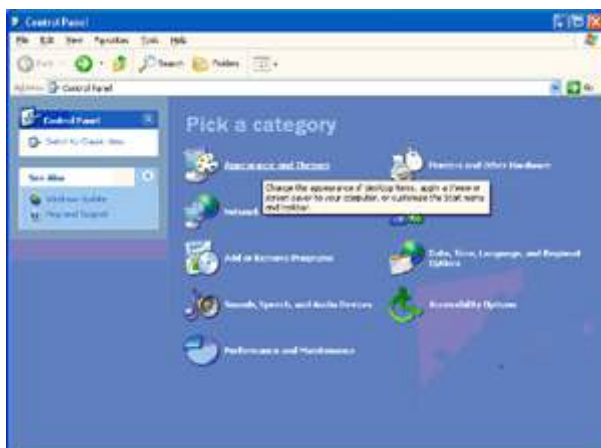 Control Panel
File Edit View Favorites Tools Help
Back Search Folders
Address Control Panel Go
Control Panel
Switch to Classic View
See Also
Windows Update
Help and Support
Pick a category
Appearance and Themes
Printers and Other Hardware
Change the appearance of desktop items, apply a theme or
screen saver to your computer, or customize the Start menu
and taskbar.
Network
Add or Remove Programs
Date, Time, Language, and Regional
Options
Sounds, Speech, and Audio Devices
Accessibility Options
Performance and Maintenance